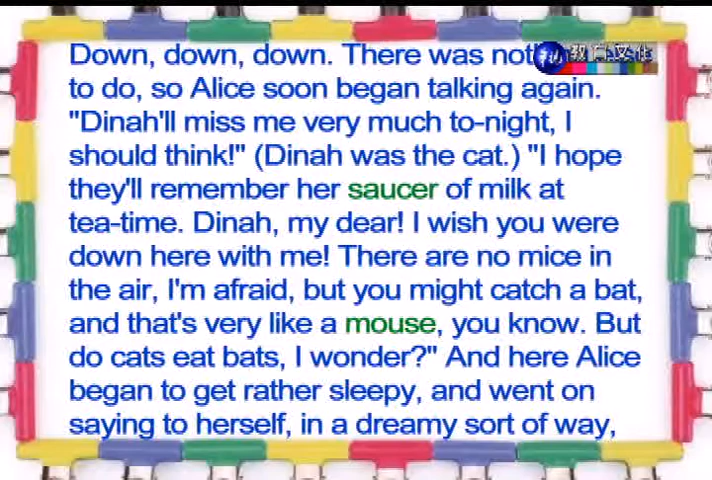 Down, down, down. There was
教育文化
to do, so Alice soon began talking again.
"Dinah'll miss me very much to-night, I
should think!" (Dinah was the cat.) "I hope
they'll remember her saucer of milk at
tea-time. Dinah, my dear! I wish you were
down here with me! There are no mice in
the air, I'm afraid, but you might catch a bat,
and that's very like a mouse, you know. But
do cats eat bats, I wonder?" And here Alice
began to get rather sleepy, and went on
saying to herself, in a dreamy sort of way,